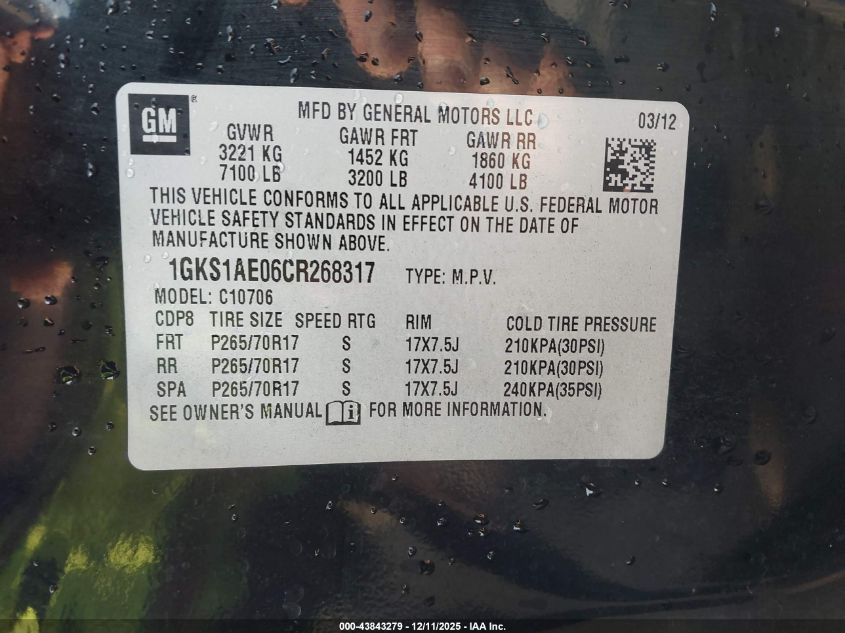 GM ®
MFD BY GENERAL MOTORS LLC
03/12
GVWR GAWR FRT GAWR RR
3221 KG 1452 KG 1860 KG
7100 LB 3200 LB 4100 LB
THIS VEHICLE CONFORMS TO ALL APPLICABLE U.S. FEDERAL MOTOR
VEHICLE SAFETY STANDARDS IN EFFECT ON THE DATE OF
MANUFACTURE SHOWN ABOVE.
1GKS1AE06CR268317 TYPE: M.P.V.
MODEL: C10706
CDP8 TIRE SIZE SPEED RTG RIM COLD TIRE PRESSURE
FRT P265/70R17 S 17X7.5J 210KPA(30PSI)
RR P265/70R17 S 17X7.5J 210KPA(30PSI)
SPA P265/70R17 S 17X7.5J 240KPA(35PSI)
SEE OWNER'S MANUAL i FOR MORE INFORMATION.
000-43843279 - 12/11/2025 - IAA Inc.